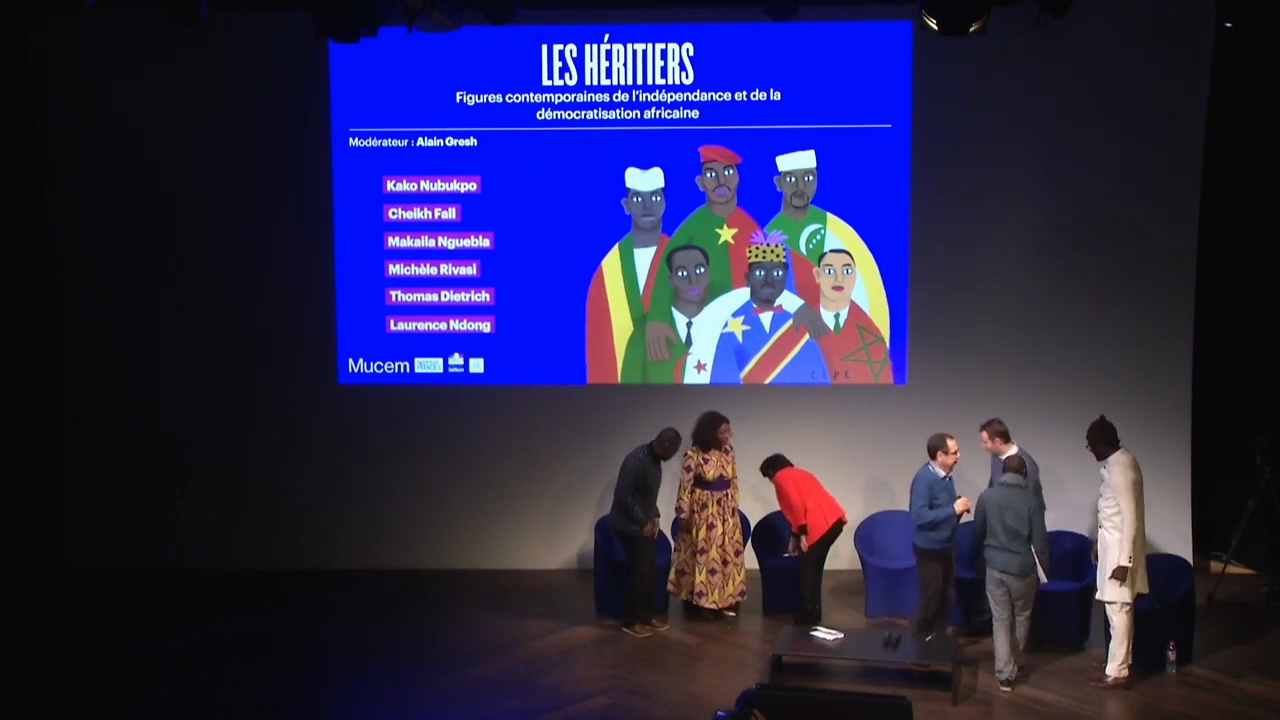 LES HÉRITIERS
Figures contemporaines de l'indépendance et de la
démocratisation africaine
Modérateur : Alain Gresh
Kako Nubukpo
Cheikh Fall
Makaila Nguebla
Michèle Rivasi
Thomas Dietrich
Laurence Ndong
Mucem
CEPE